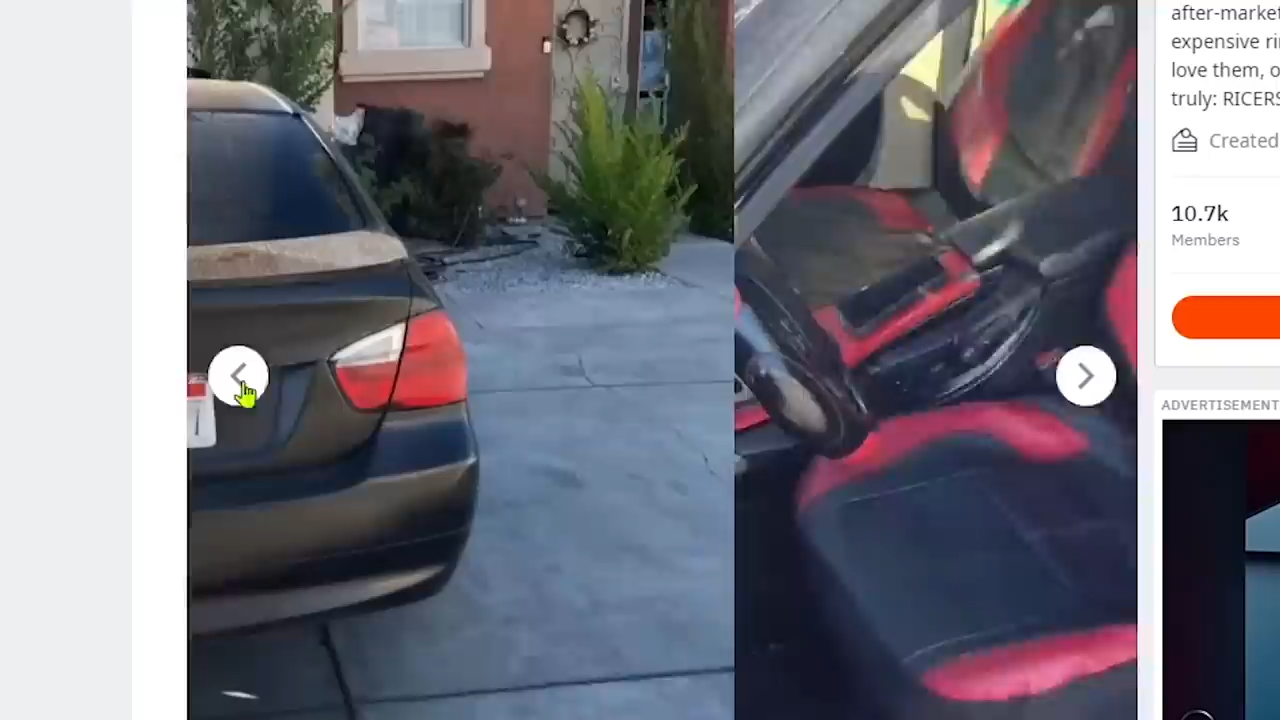 after-market
expensive ri
love them, o
truly: RICERS
Created
10.7k
Members
ADVERTISEMENT